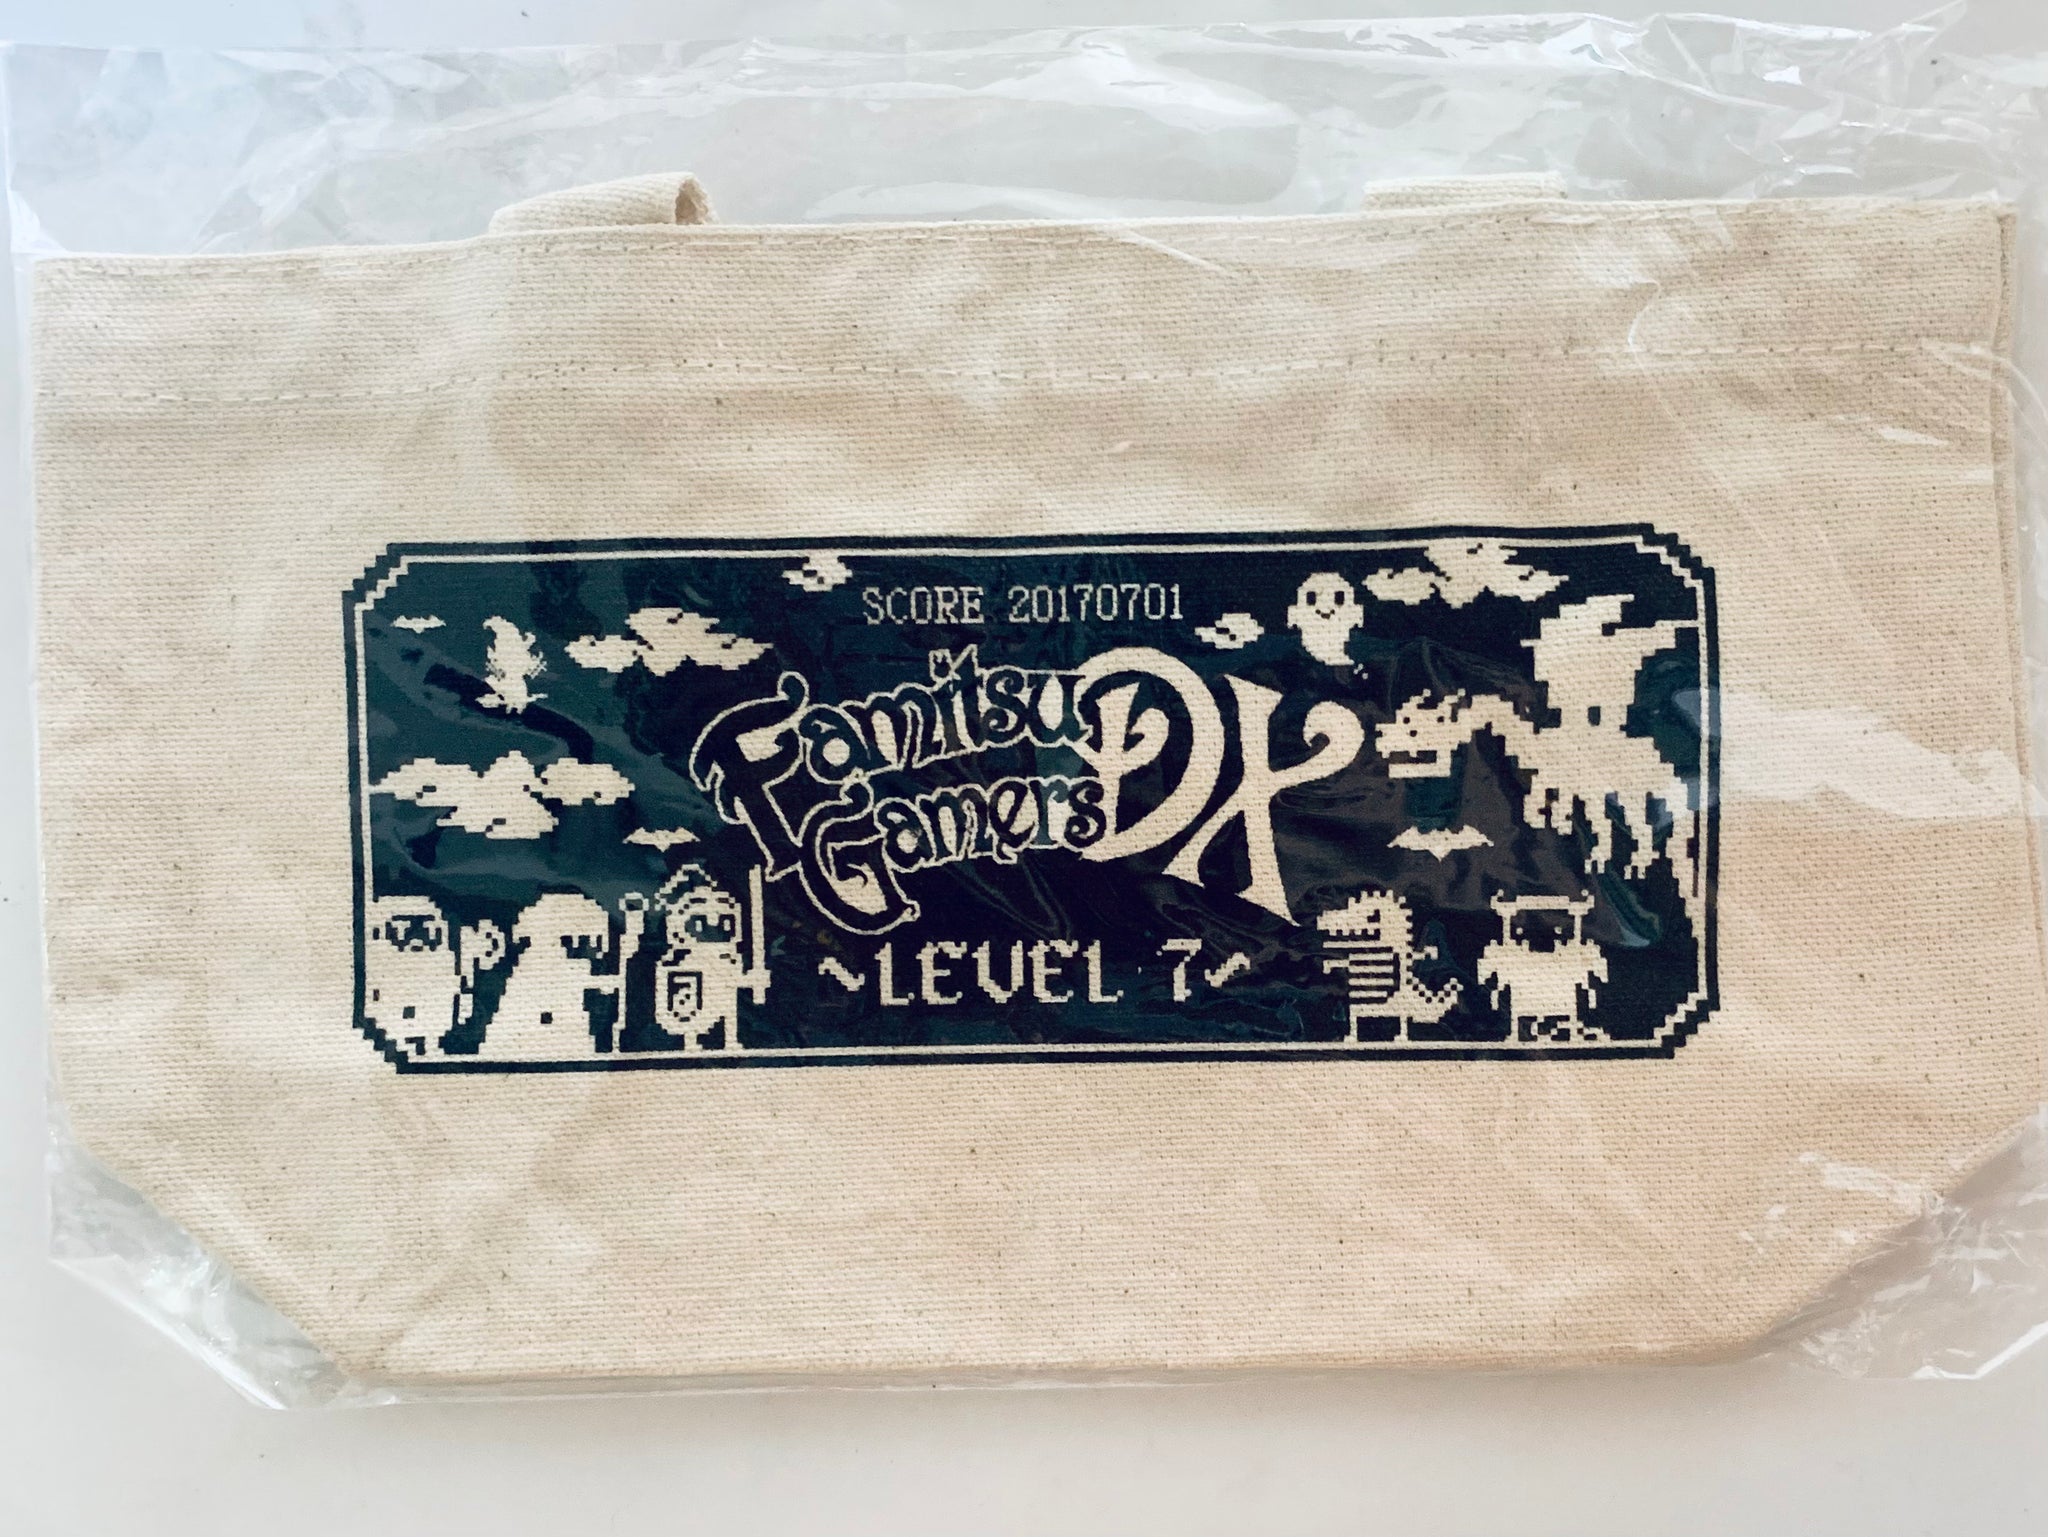 SCORE 20170701
Famitsu
Gamers DX
~LEVEL 7~